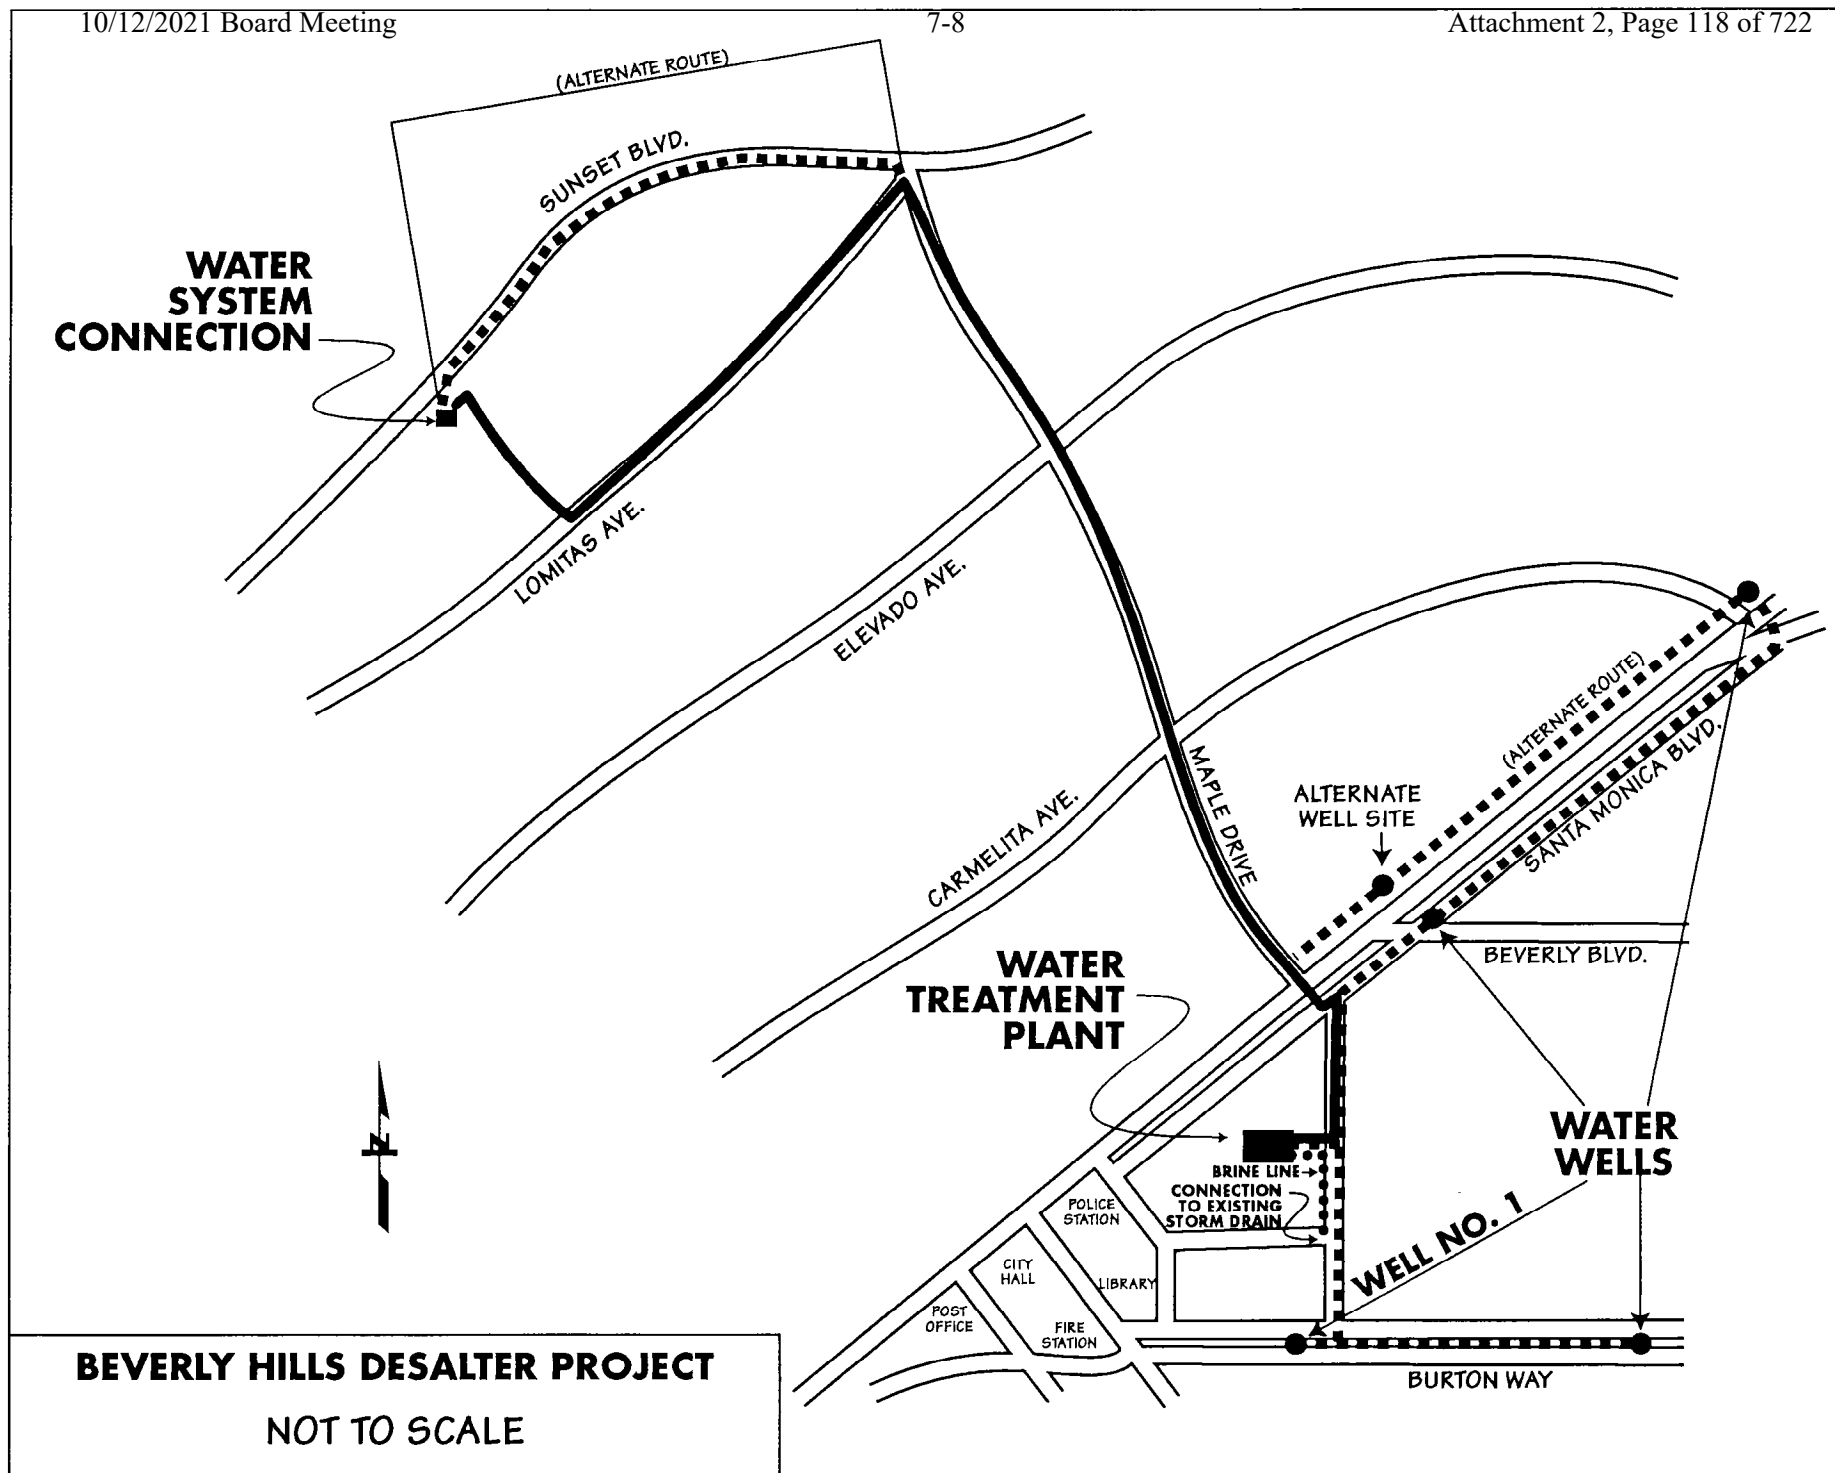 10/12/2021 Board Meeting
7-8
Attachment 2, Page 118 of 722
(ALTERNATE ROUTE)
SUNSET BLVD.
WATER
SYSTEM
CONNECTION
LOMITAS AVE.
ELEVADO AVE.
(ALTERNATE ROUTE)
MAPLE DRIVE
SANTA MONICA BLVD.
ALTERNATE
WELL SITE
CARMELITA AVE.
BEVERLY BLVD.
WATER
TREATMENT
PLANT
WATER
WELLS
BRINE LINE
CONNECTION
TO EXISTING
STORM DRAIN
POLICE
STATION
WELL NO. 1
CITY
HALL
LIBRARY
POST
OFFICE
FIRE
STATION
BURTON WAY
Z
BEVERLY HILLS DESALTER PROJECT
NOT TO SCALE